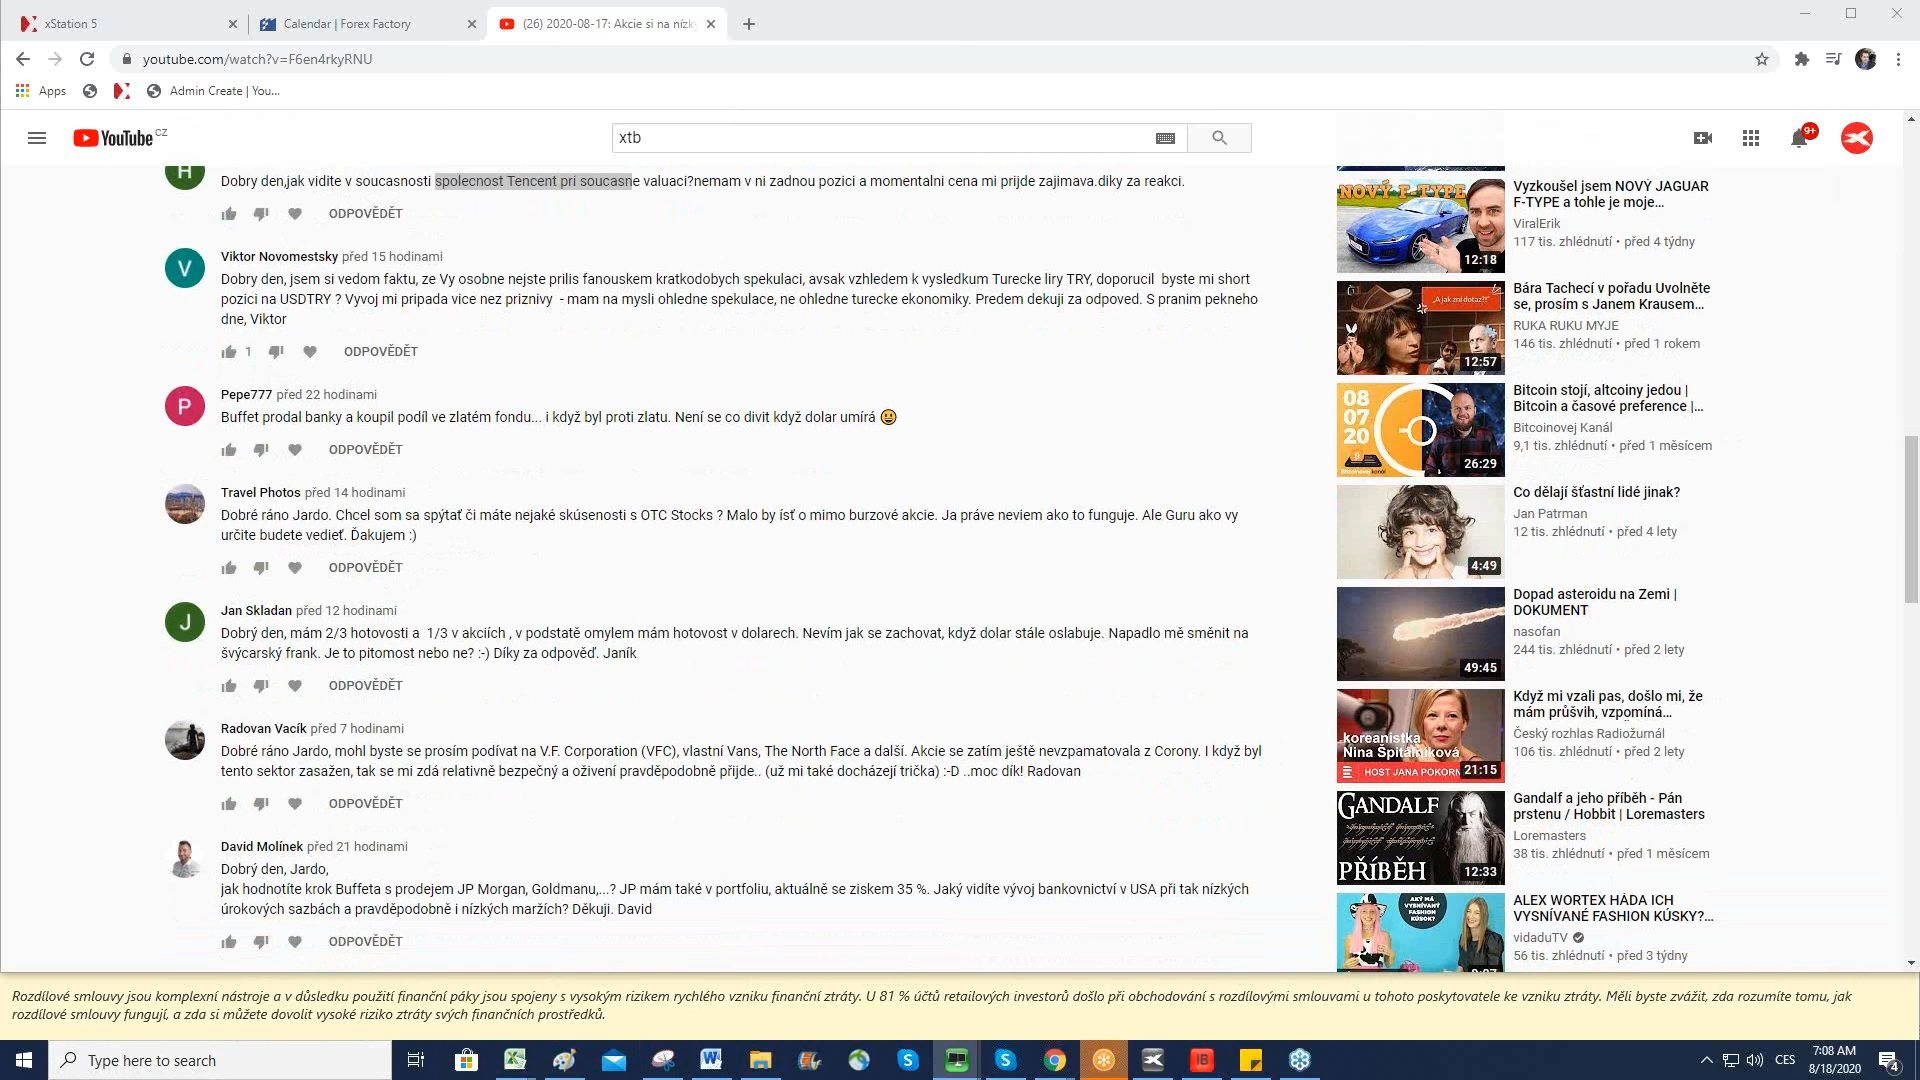 xStation 5
Calendar | Forex Factory
(26) 2020-08-17: Akcie si na nízk
youtube.com/watch?v=F6en4rkyRNU
Apps
Admin Create | You...
YouTube CZ
xtb
9+
H
Dobry den,jak vidite v soucasnosti spolecnost Tencent pri soucasne valuaci?nemam v ni zadnou pozici a momentalni cena mi prijde zajimava.diky za reakci.
ODPOVĚDĚT
V
Viktor Novomestsky před 15 hodinami
Dobry den, jsem si vedom faktu, ze Vy osobne nejste prilis fanouskem kratkodobych spekulaci, avsak vzhledem k vysledkum Turecke liry TRY, doporucil byste mi short
pozici na USDTRY ? Vyvoj mi pripada vice nez priznivy - mam na mysli ohledne spekulace, ne ohledne turecke ekonomiky. Predem dekuji za odpoved. S pranim pekneho
dne, Viktor
1 ODPOVĚDĚT
P
Pepe777 před 22 hodinami
Buffet prodal banky a koupil podíl ve zlatém fondu... i když byl proti zlatu. Není se co divit když dolar umírá 😃
ODPOVĚDĚT
Travel Photos před 14 hodinami
Dobré ráno Jardo. Chcel som sa spýtať či máte nejaké skúsenosti s OTC Stocks ? Malo by ísť o mimo burzové akcie. Ja práve neviem ako to funguje. Ale Guru ako vy
určite budete vedieť. Ďakujem :)
ODPOVĚDĚT
J
Jan Skladan před 12 hodinami
Dobrý den, mám 2/3 hotovosti a 1/3 v akciích , v podstatě omylem mám hotovost v dolarech. Nevím jak se zachovat, když dolar stále oslabuje. Napadlo mě směnit na
švýcarský frank. Je to pitomost nebo ne? :-) Díky za odpověď. Janík
ODPOVĚDĚT
Radovan Vacík před 7 hodinami
Dobré ráno Jardo, mohl byste se prosím podívat na V.F. Corporation (VFC), vlastní Vans, The North Face a další. Akcie se zatím ještě nevzpamatovala z Corony. I když byl
tento sektor zasažen, tak se mi zdá relativně bezpečný a oživení pravděpodobně přijde.. (už mi také docházejí trička) :-D ..moc dík! Radovan
ODPOVĚDĚT
David Molínek před 21 hodinami
Dobrý den, Jardo,
jak hodnotíte krok Buffeta s prodejem JP Morgan, Goldmanu,...? JP mám také v portfoliu, aktuálně se ziskem 35 %. Jaký vidíte vývoj bankovnictví v USA při tak nízkých
úrokových sazbách a pravděpodobně i nízkých maržích? Děkuji. David
ODPOVĚDĚT
NOVÝ F-TYPE
12:18
Vyzkoušel jsem NOVÝ JAGUAR
F-TYPE a tohle je moje…
ViralErik
117 tis. zhlédnutí • před 4 týdny
„A jak zní dotaz?!"
12:57
Bára Tachecí v pořadu Uvolněte
se, prosím s Janem Krausem…
RUKA RUKU MYJE
146 tis. zhlédnutí • před 1 rokem
08
07
20
26:29
Bitcoin stojí, altcoiny jedou |
Bitcoin a časové preference |…
Bitcoinovej Kanál
9,1 tis. zhlédnutí • před 1 měsícem
4:49
Co dělají šťastní lidé jinak?
Jan Patrman
12 tis. zhlédnutí • před 4 lety
49:45
Dopad asteroidu na Zemi |
DOKUMENT
nasofan
244 tis. zhlédnutí • před 2 lety
koreanistka
Nina Špitálníková
HOST JANA POKORN
21:15
Když mi vzali pas, došlo mi, že
mám průšvih, vzpomíná…
Český rozhlas Radiožurnál
106 tis. zhlédnutí • před 2 lety
GANDALF
PŘÍBĚH
12:33
Gandalf a jeho příběh - Pán
prstenu / Hobbit | Loremasters
Loremasters
38 tis. zhlédnutí • před 1 měsícem
AKÝ MÁ
VYSNÍVANÝ
FASHION
KÚSOK?
ALEX WORTEX HÁDA ICH
VYSNÍVANÉ FASHION KÚSKY?…
vidaduTV
56 tis. zhlédnutí • před 3 týdny
Rozdílové smlouvy jsou komplexní nástroje a v důsledku použití finanční páky jsou spojeny s vysokým rizikem rychlého vzniku finanční ztráty. U 81 % účtů retailových investorů došlo při obchodování s rozdílovými smlouvami u tohoto poskytovatele ke vzniku ztráty. Měli byste zvážit, zda rozumíte tomu, jak
rozdílové smlouvy fungují, a zda si můžete dovolit vysoké riziko ztráty svých finančních prostředků.
Type here to search
CES
7:08 AM
8/18/2020
4